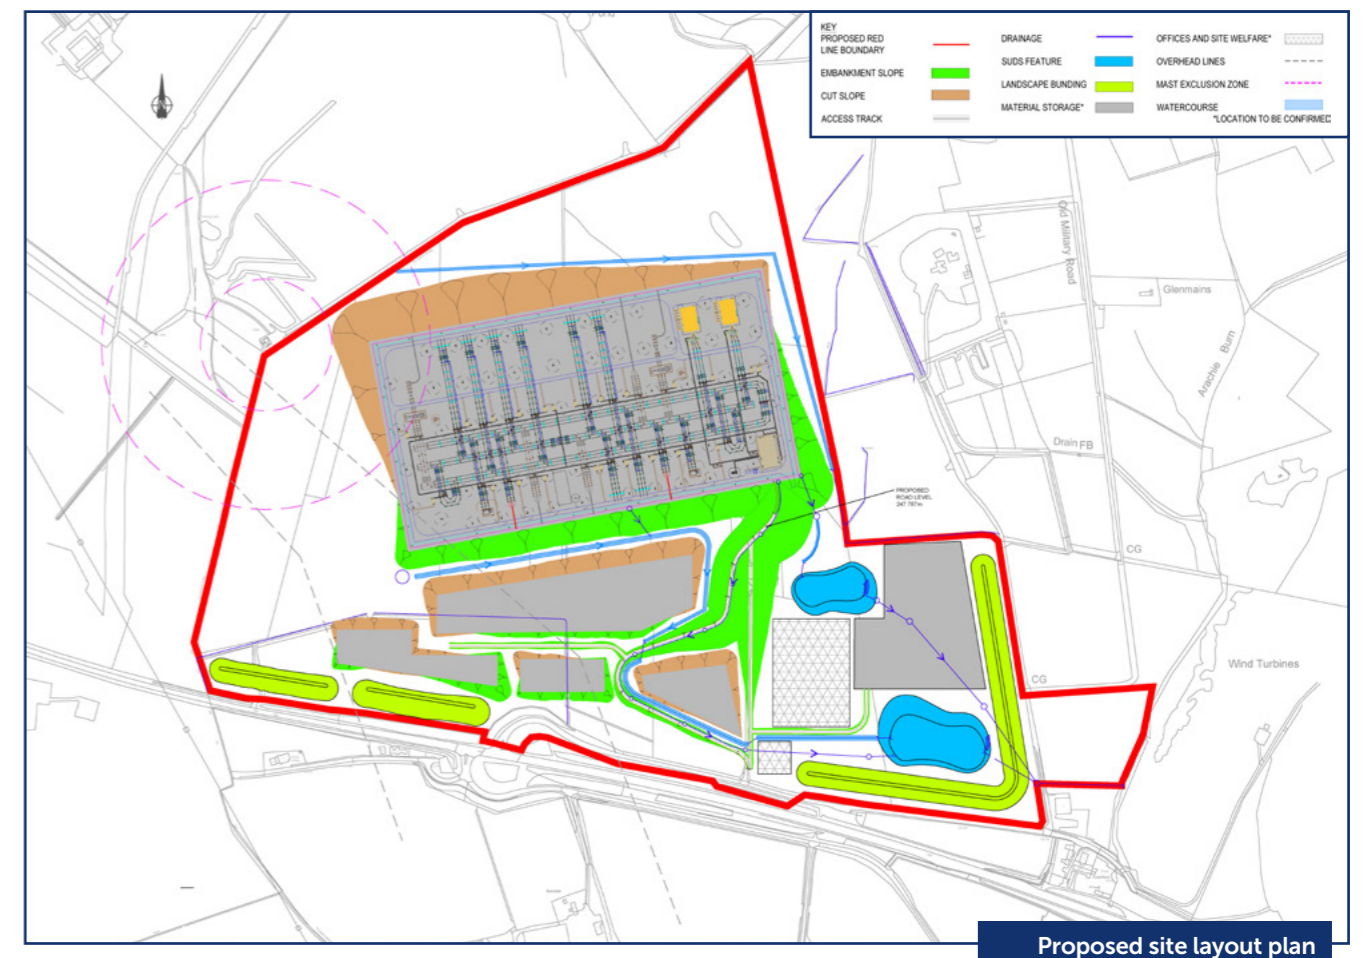 KEY
PROPOSED RED
LINE BOUNDARY
EMBANKMENT SLOPE
CUT SLOPE
ACCESS TRACK
DRAINAGE
SUDS FEATURE
LANDSCAPE BUNDING
MATERIAL STORAGE*
OFFICES AND SITE WELFARE*
OVERHEAD LINES
MAST EXCLUSION ZONE
WATERCOURSE
*LOCATION TO BE CONFIRMED
Old Military Road
Glenmains
Arachie Burn
Drain FB
PROPOSED
ROAD LEVEL
247.787m
CG
CG
Wind Turbines
Proposed site layout plan